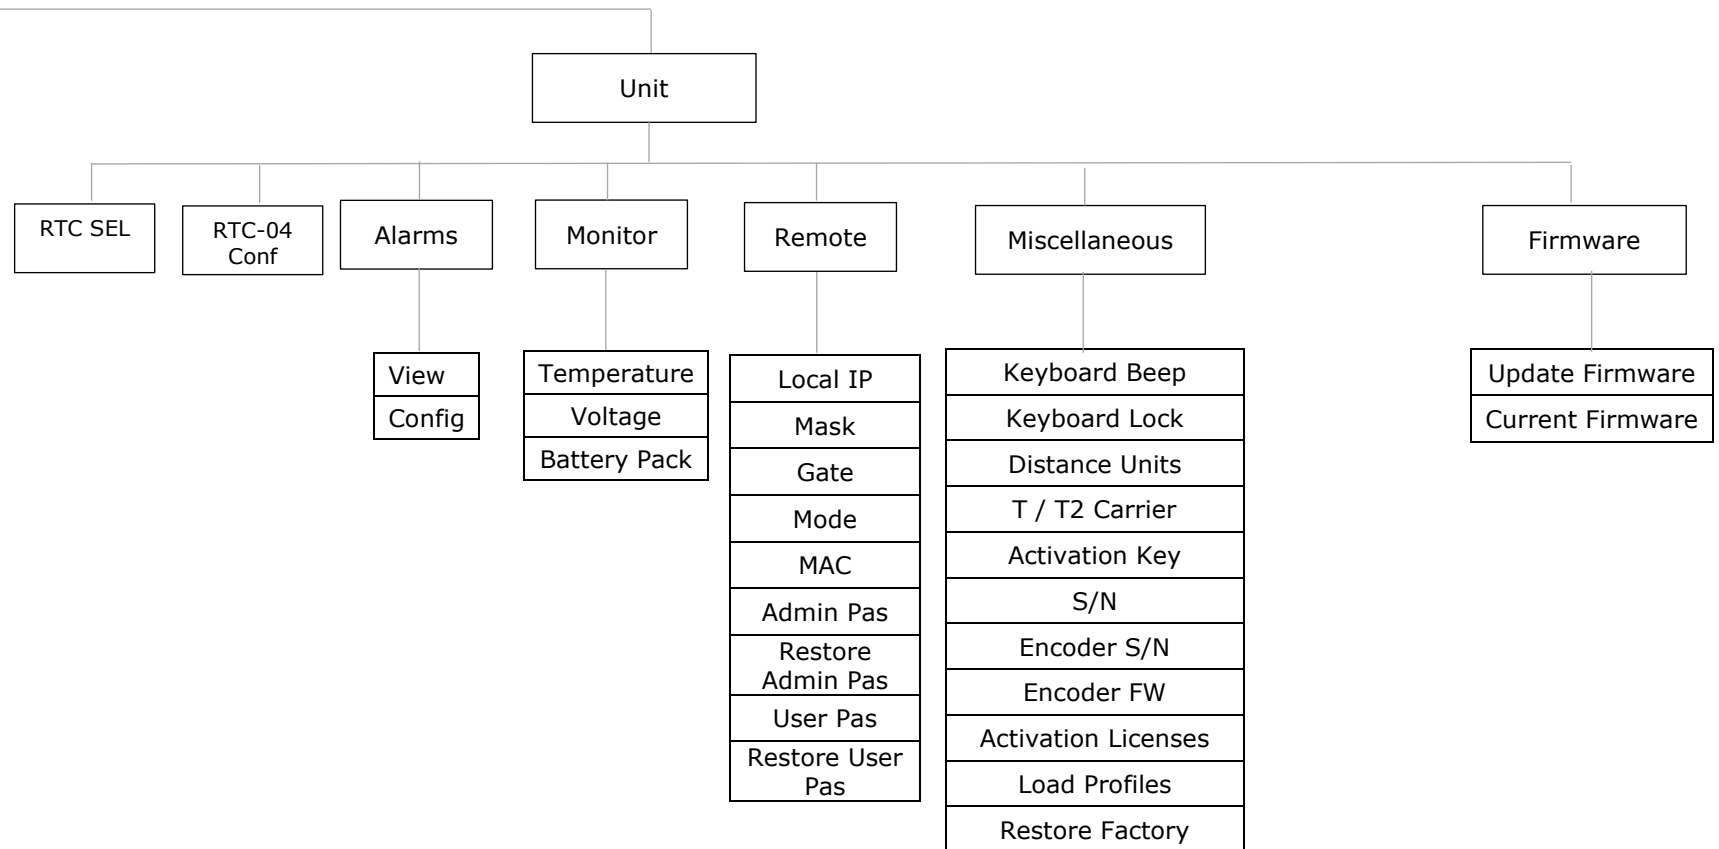 Unit
RTC SEL
RTC-04
Conf
Alarms
Monitor
Remote
Miscellaneous
Firmware
View
Config
Temperature
Voltage
Battery Pack
Local IP
Mask
Gate
Mode
MAC
Admin Pas
Restore
Admin Pas
User Pas
Restore User
Pas
Keyboard Beep
Keyboard Lock
Distance Units
T / T2 Carrier
Activation Key
S/N
Encoder S/N
Encoder FW
Activation Licenses
Load Profiles
Restore Factory
Update Firmware
Current Firmware